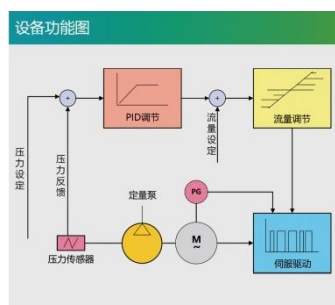 设备功能图
PID调节
流量调节
流量设定
压力设定
压力反馈
定量泵
PG
压力传感器
M
~
伺服驱动
+
+